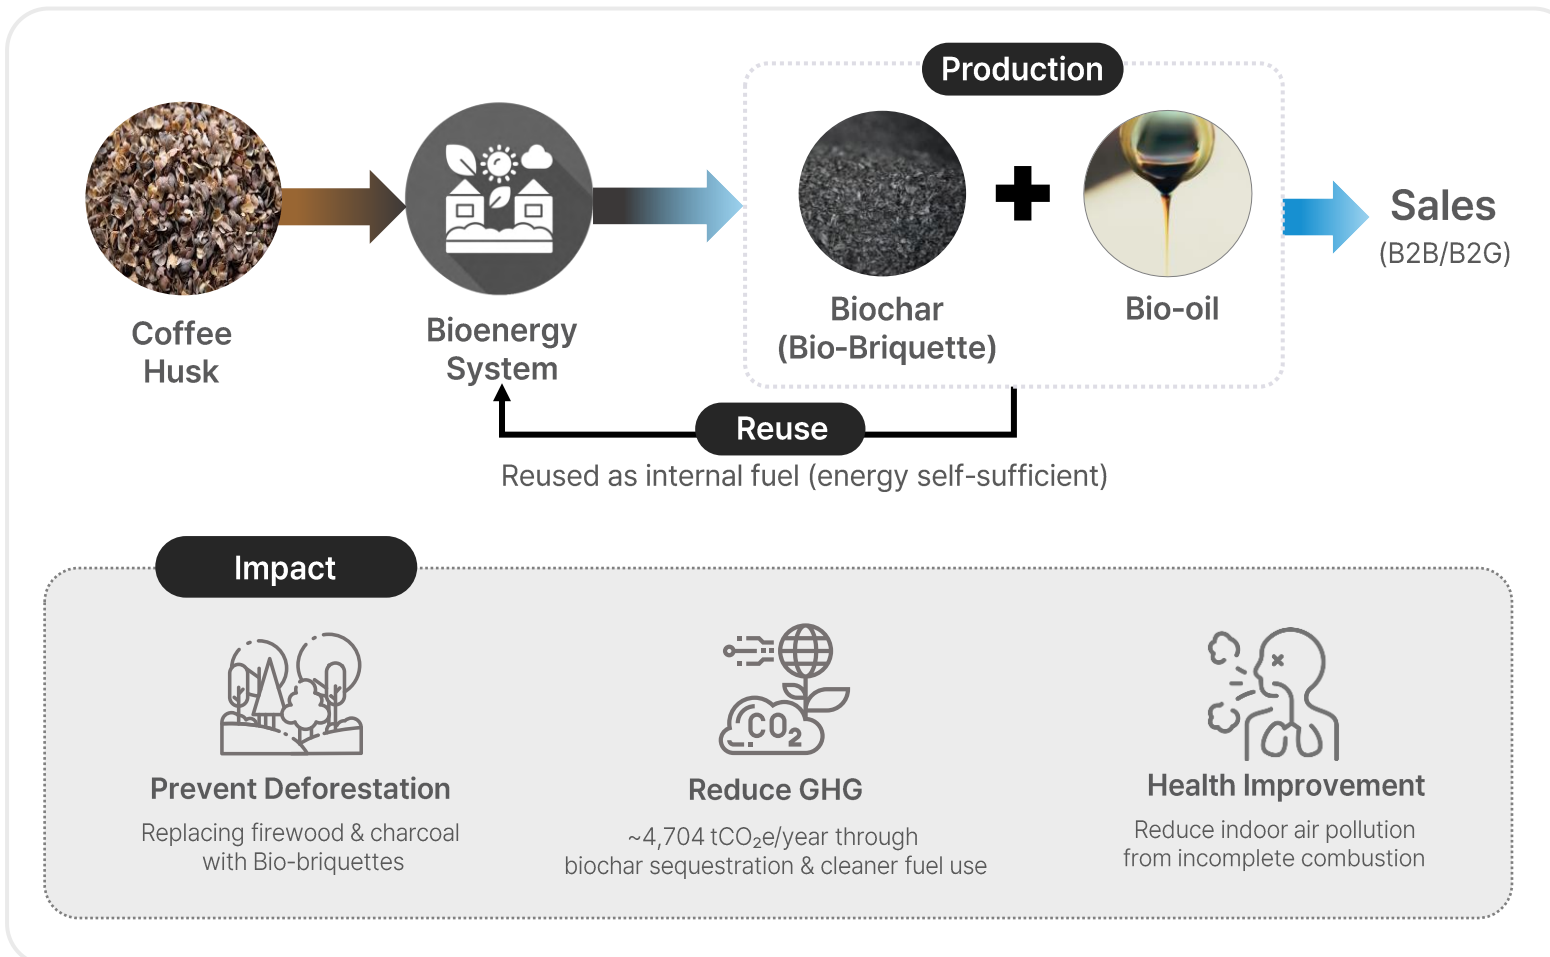 Production
Coffee
Husk
Bioenergy
System
Biochar
(Bio-Briquette)
Bio-oil
Sales
(B2B/B2G)
Reuse
Reused as internal fuel (energy self-sufficient)
Impact
CO₂
Prevent Deforestation
Replacing firewood & charcoal
with Bio-briquettes
Reduce GHG
~4,704 tCO₂e/year through
biochar sequestration & cleaner fuel use
Health Improvement
Reduce indoor air pollution
from incomplete combustion